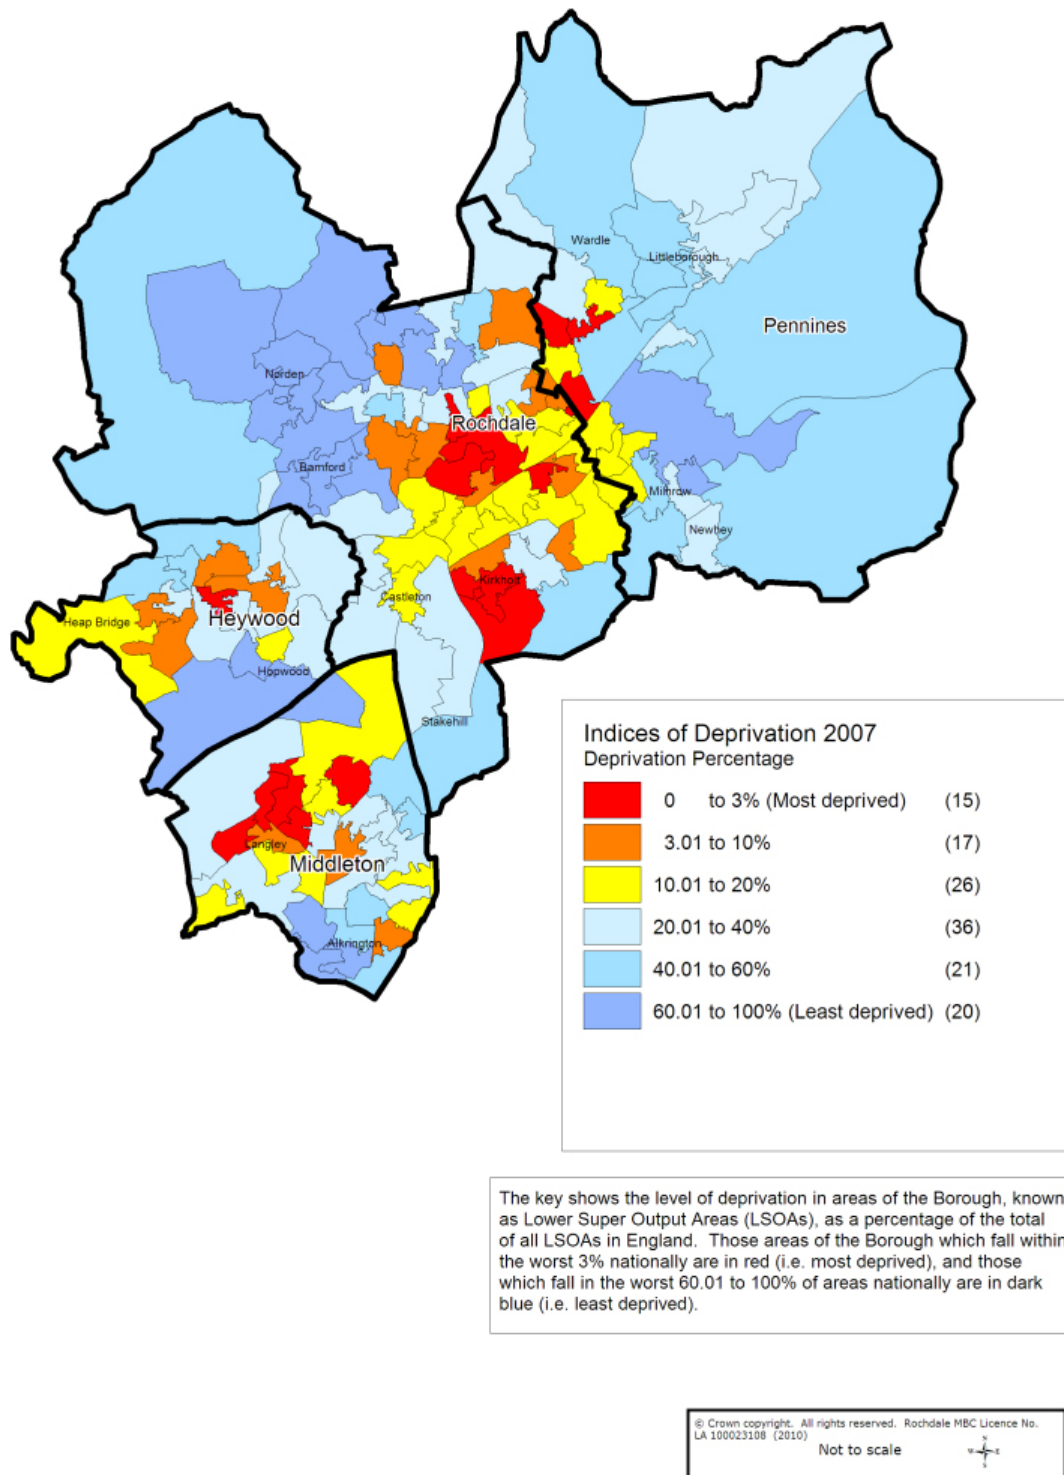 Wardle
Littleborough
Pennines
Norden
Rochdale
Bamford
Milnrow
Newhey
Kirkholt
Castleton
Heap Bridge
Heywood
Hopwood
Stakehill
Langley
Middleton
Alkrington
Indices of Deprivation 2007
Deprivation Percentage
0 to 3% (Most deprived) (15)
3.01 to 10% (17)
10.01 to 20% (26)
20.01 to 40% (36)
40.01 to 60% (21)
60.01 to 100% (Least deprived) (20)
The key shows the level of deprivation in areas of the Borough, known
as Lower Super Output Areas (LSOAs), as a percentage of the total
of all LSOAs in England. Those areas of the Borough which fall within
the worst 3% nationally are in red (i.e. most deprived), and those
which fall in the worst 60.01 to 100% of areas nationally are in dark
blue (i.e. least deprived).
© Crown copyright. All rights reserved. Rochdale MBC Licence No.
LA 100023108 (2010)
Not to scale
N
W E
S